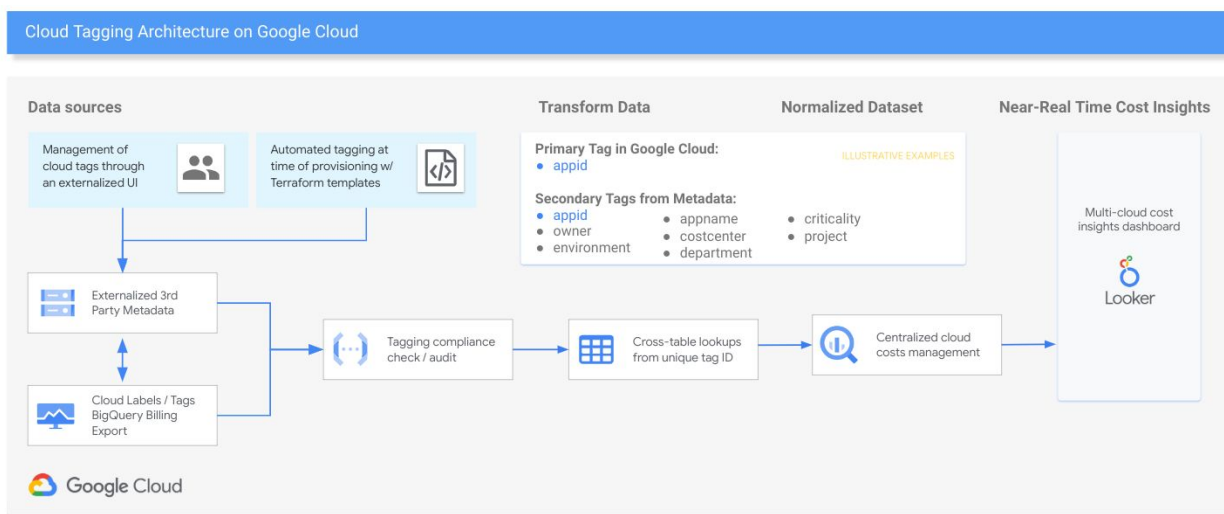 Cloud Tagging Architecture on Google Cloud
Data sources
Transform Data
Normalized Dataset
Near-Real Time Cost Insights
Management of
cloud tags through
an externalized UI
Automated tagging at
time of provisioning w/
Terraform templates
Primary Tag in Google Cloud:
ILLUSTRATIVE EXAMPLES
● appid
Secondary Tags from Metadata:
● appid
● owner
● environment
● appname
● costcenter
● department
● criticality
● project
Multi-cloud cost
insights dashboard
Looker
Externalized 3rd
Party Metadata
Tagging compliance
check / audit
Cross-table lookups
from unique tag ID
Centralized cloud
costs management
Cloud Labels / Tags
BigQuery Billing
Export
Google Cloud